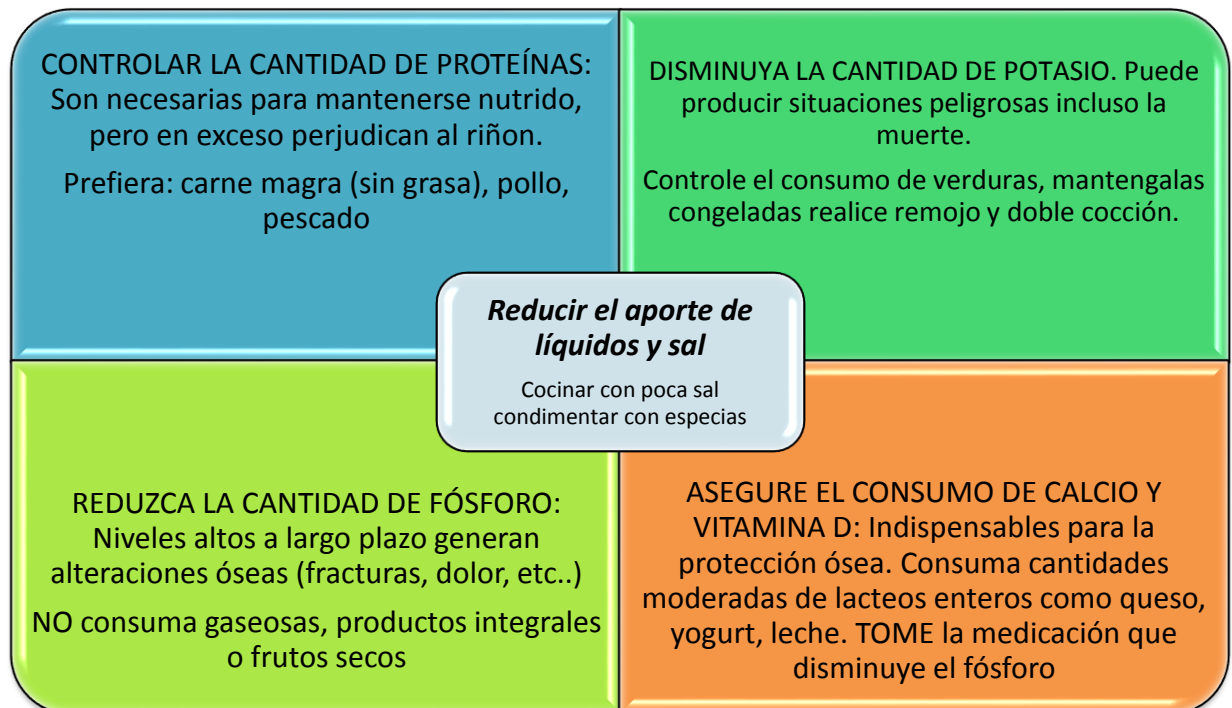 CONTROLAR LA CANTIDAD DE PROTEÍNAS:
Son necesarias para mantenerse nutrido,
pero en exceso perjudican al riñon.
Prefiera: carne magra (sin grasa), pollo,
pescado
DISMINUYA LA CANTIDAD DE POTASIO. Puede
producir situaciones peligrosas incluso la
muerte.
Controle el consumo de verduras, mantengalas
congeladas realice remojo y doble cocción.
Reducir el aporte de
líquidos y sal
Cocinar con poca sal
condimentar con especias
REDUZCA LA CANTIDAD DE FÓSFORO:
Niveles altos a largo plazo generan
alteraciones óseas (fracturas, dolor, etc..)
NO consuma gaseosas, productos integrales
o frutos secos
ASEGURE EL CONSUMO DE CALCIO Y
VITAMINA D: Indispensables para la
protección ósea. Consuma cantidades
moderadas de lacteos enteros como queso,
yogurt, leche. TOME la medicación que
disminuye el fósforo